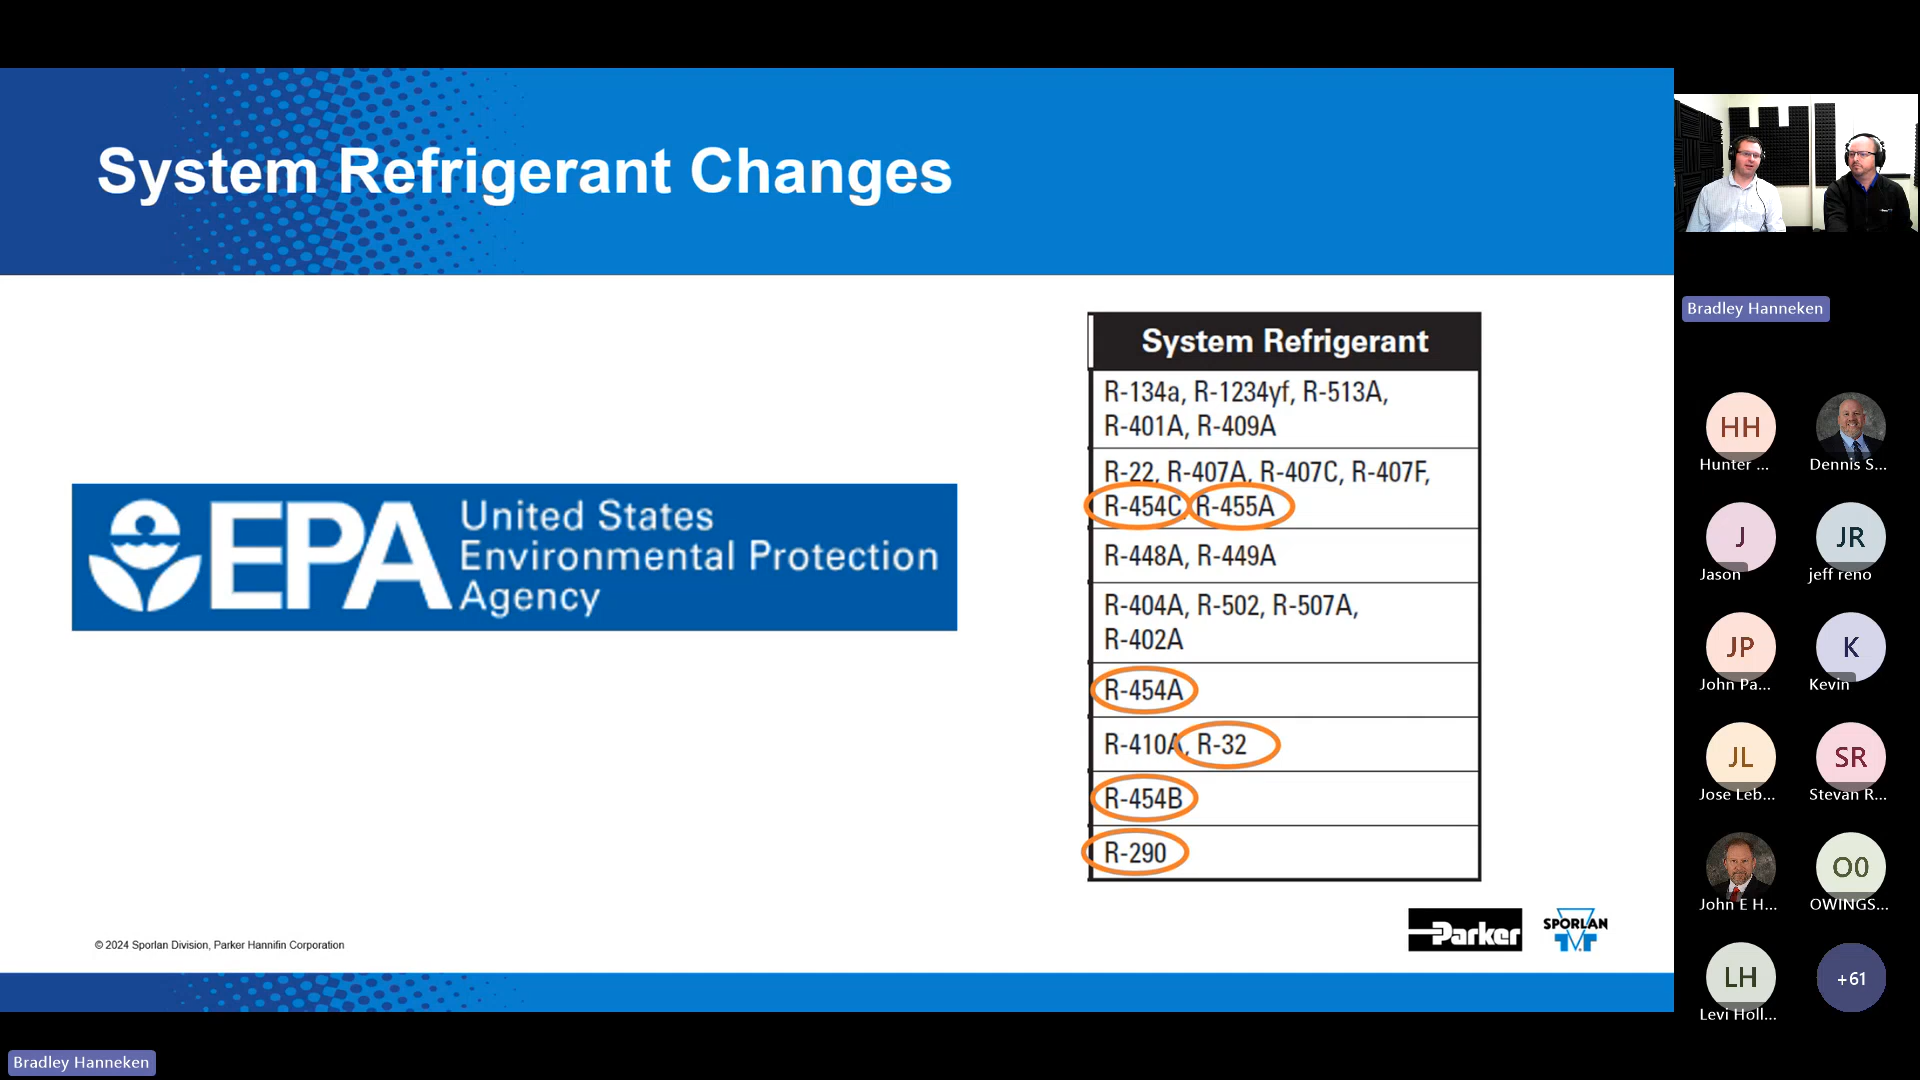 System Refrigerant Changes
EPA United States
Environmental Protection
Agency
System Refrigerant
R-134a, R-1234yf, R-513A,
R-401A, R-409A
R-22, R-407A, R-407C, R-407F,
R-454C, R-455A
R-448A, R-449A
R-404A, R-502, R-507A,
R-402A
R-454A
R-410A, R-32
R-454B
R-290
© 2024 Sporlan Division, Parker Hannifin Corporation
Parker
SPORLAN
Bradley Hanneken
HH
Hunter ...
Dennis S...
J
Jason
JR
jeff reno
JP
John Pa...
K
Kevin
JL
Jose Leb...
SR
Stevan R...
John E H...
O0
OWINGS...
LH
Levi Holl...
+61
Bradley Hanneken